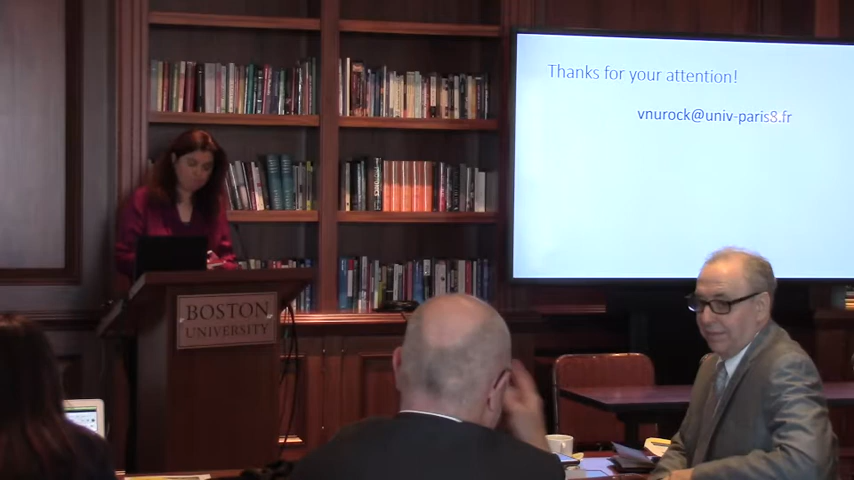 Thanks for your attention!
vnurock@univ-paris8.fr
BOSTON
UNIVERSITY